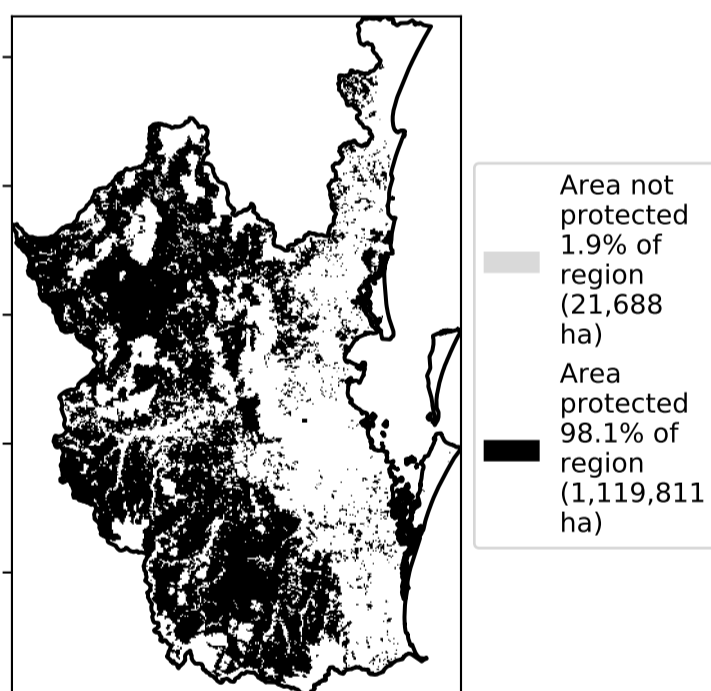 Area not
protected
1.9% of
region
(21,688
ha)
Area
protected
98.1% of
region
(1,119,811
ha)